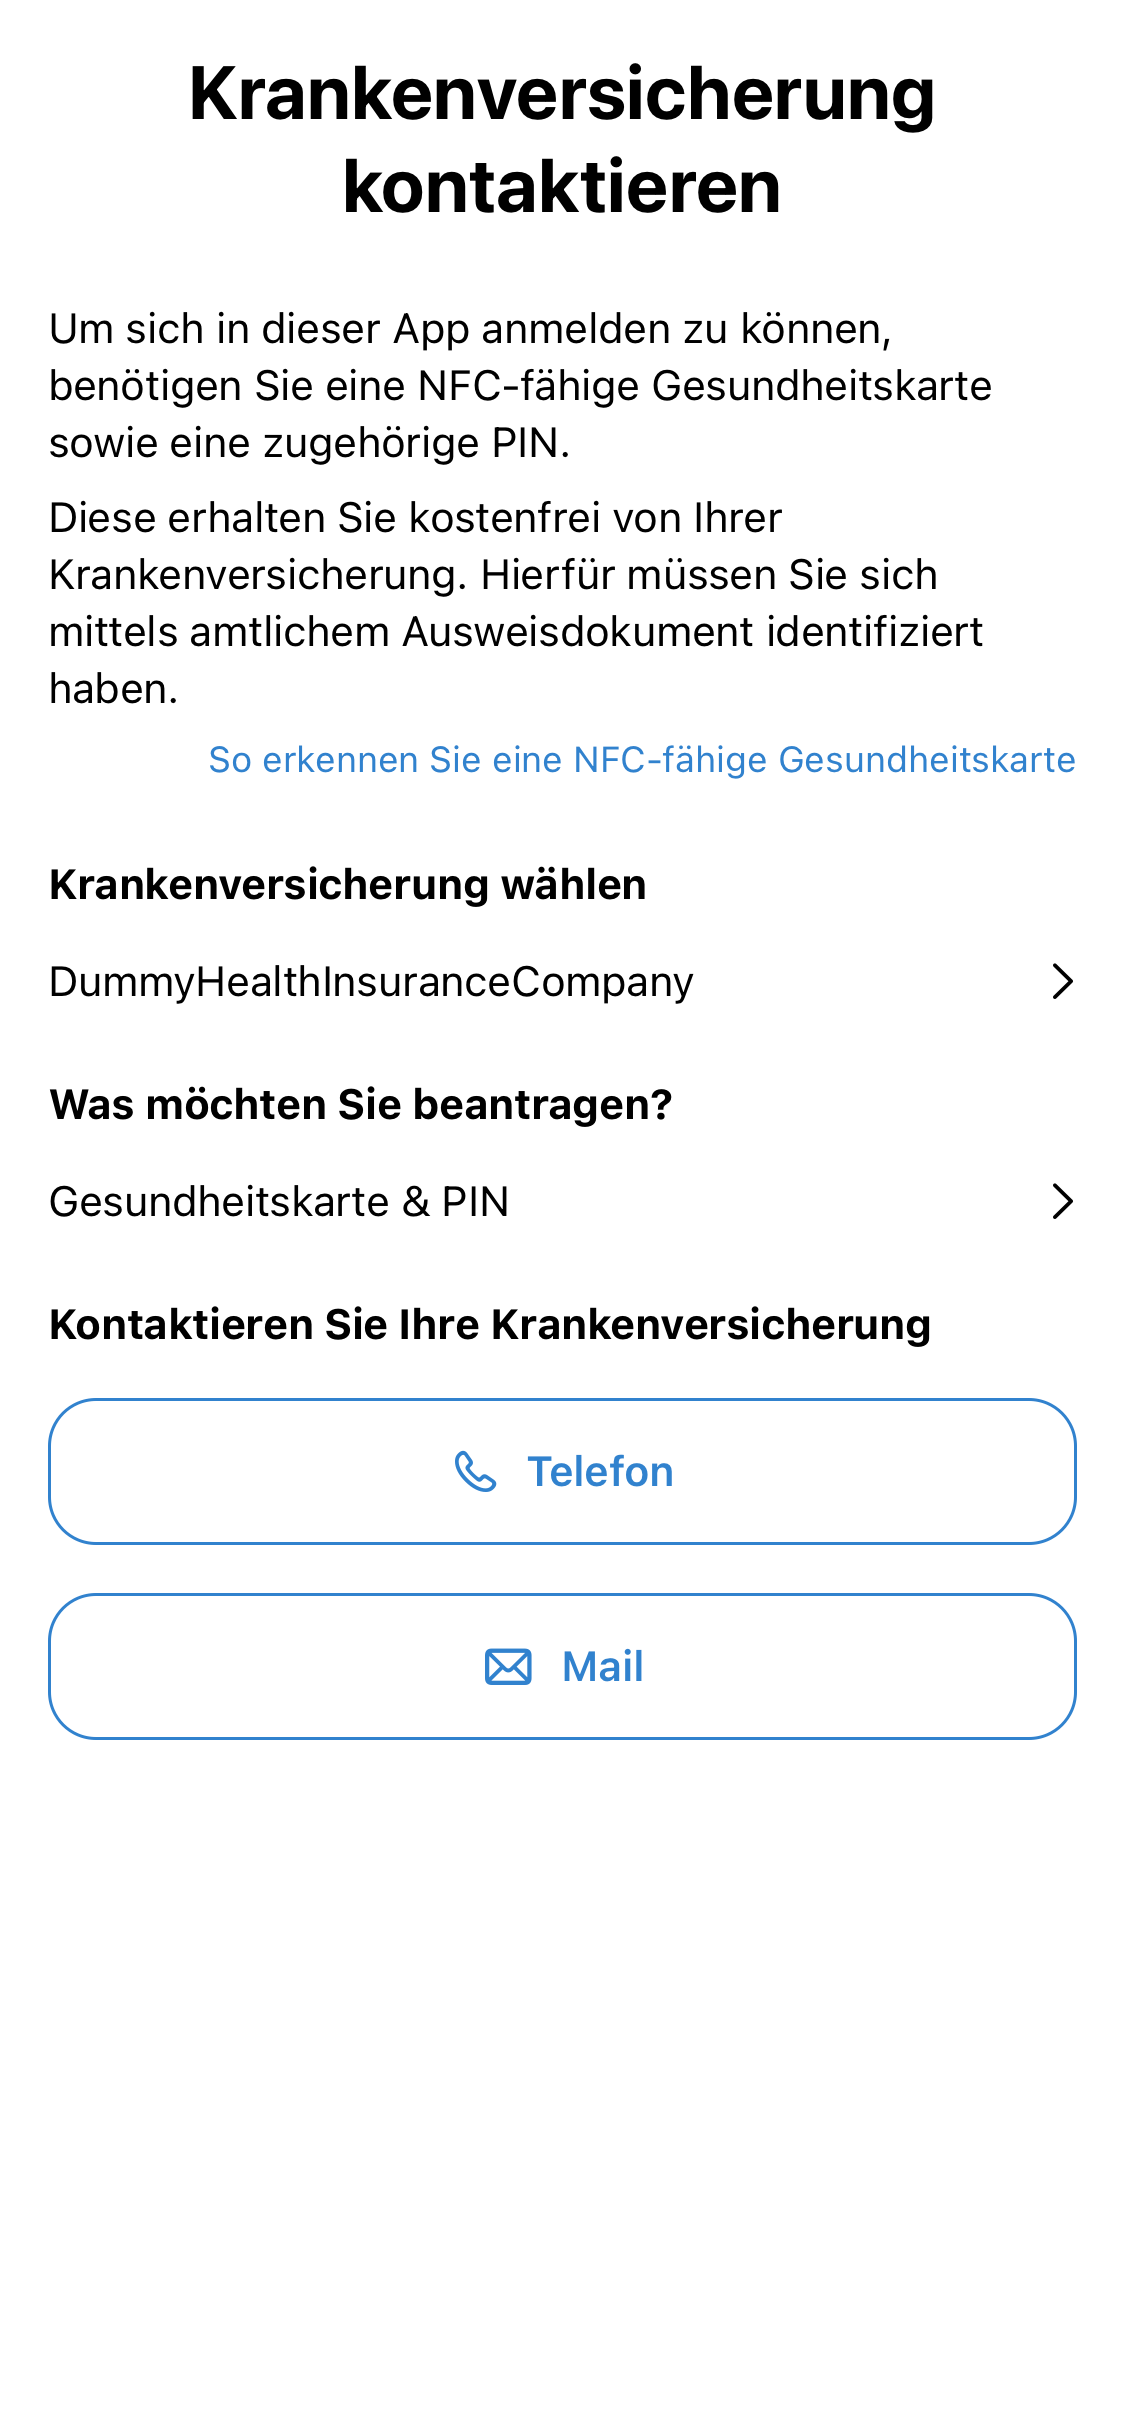 Krankenversicherung
kontaktieren
Um sich in dieser App anmelden zu können,
benötigen Sie eine NFC-fähige Gesundheitskarte
sowie eine zugehörige PIN.
Diese erhalten Sie kostenfrei von Ihrer
Krankenversicherung. Hierfür müssen Sie sich
mittels amtlichem Ausweisdokument identifiziert
haben.
So erkennen Sie eine NFC-fähige Gesundheitskarte
Krankenversicherung wählen
DummyHealthInsuranceCompany
Was möchten Sie beantragen?
Gesundheitskarte & PIN
Kontaktieren Sie Ihre Krankenversicherung
Telefon
Mail